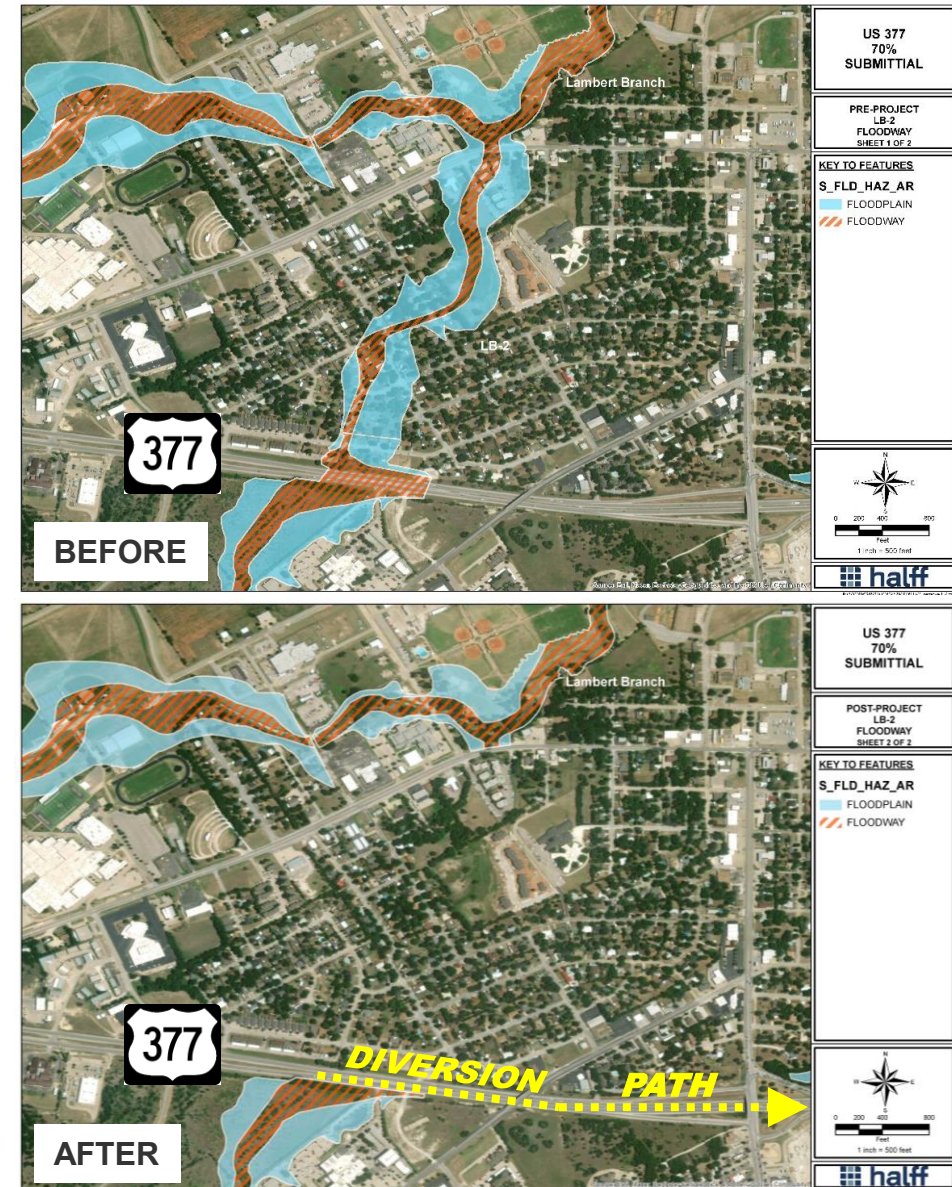 US 377
70%
SUBMITTIAL
PRE-PROJECT
LB-2
FLOODWAY
SHEET 1 OF 2
KEY TO FEATURES
S_FLD_HAZ_AR
FLOODPLAIN
FLOODWAY
Lambert Branch
LB-2
377
BEFORE
N
W
E
S
0 200 400 800
Feet
1 inch = 500 feet
halff
US 377
70%
SUBMITTIAL
POST-PROJECT
LB-2
FLOODWAY
SHEET 2 OF 2
KEY TO FEATURES
S_FLD_HAZ_AR
FLOODPLAIN
FLOODWAY
Lambert Branch
377
DIVERSION PATH
AFTER
N
W
E
S
0 200 400 800
Feet
1 inch = 500 feet
halff